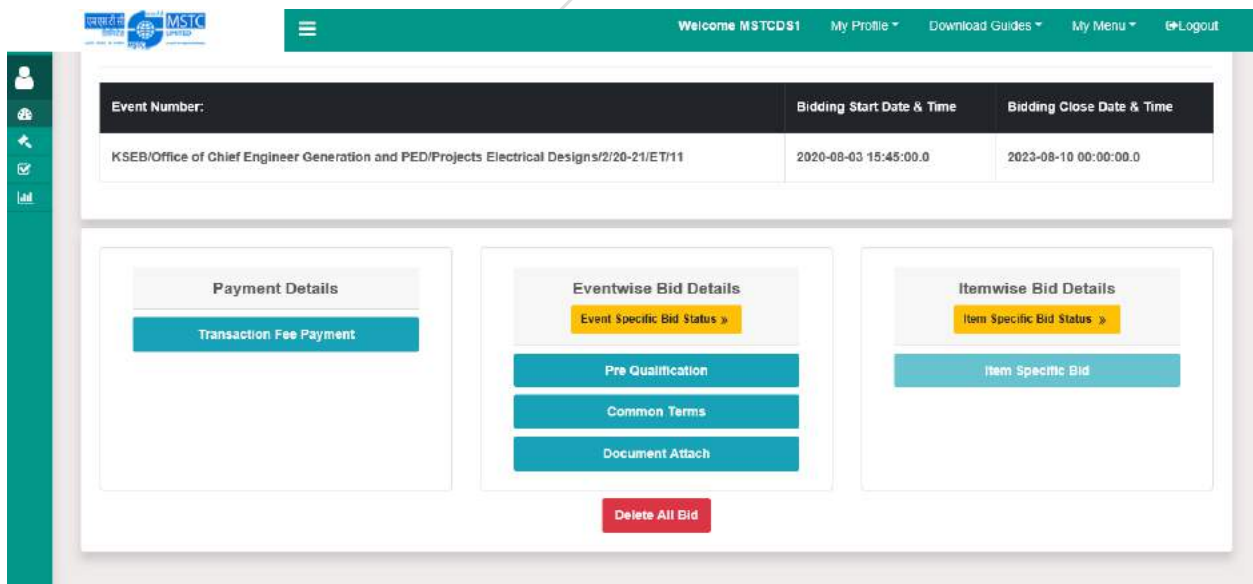 एमएसटीसी
लिमिटेड
MSTC
LIMITED
Welcome MSTCDS1 My Profile Download Guides My Menu Logout
Event Number: Bidding Start Date & Time Bidding Close Date & Time
KSEB/Office of Chief Engineer Generation and PED/Projects Electrical Designs/2/20-21/ET/11 2020-08-03 15:45:00.0 2023-08-10 00:00:00.0
Payment Details
Transaction Fee Payment
Eventwise Bid Details
Event Specific Bid Status »
Pre Qualification
Common Terms
Document Attach
Itemwise Bid Details
Item Specific Bid Status »
Item Specific Bid
Delete All Bid